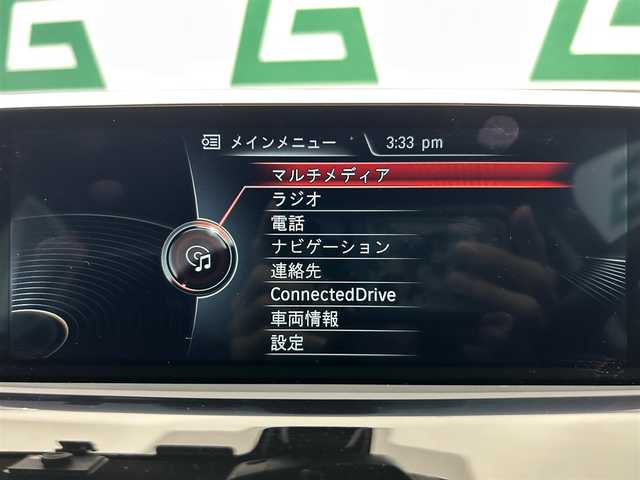 G G G
メインメニュー 3:33 pm
マルチメディア
ラジオ
電話
ナビゲーション
連絡先
ConnectedDrive
車両情報
設定